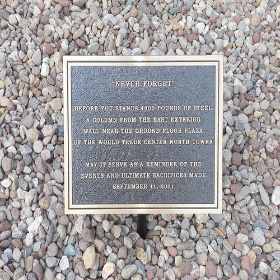 "NEVER FORGET"
BEFORE YOU STANDS 4900 POUNDS OF STEEL
A COLUMN FROM THE EAST EXTERIOR
WALL NEAR THE GROUND FLOOR PLAZA
OF THE WORLD TRADE CENTER NORTH TOWER
MAY IT SERVE AS A REMINDER OF THE
EVENTS AND ULTIMATE SACRIFICES MADE
SEPTEMBER 11, 2001